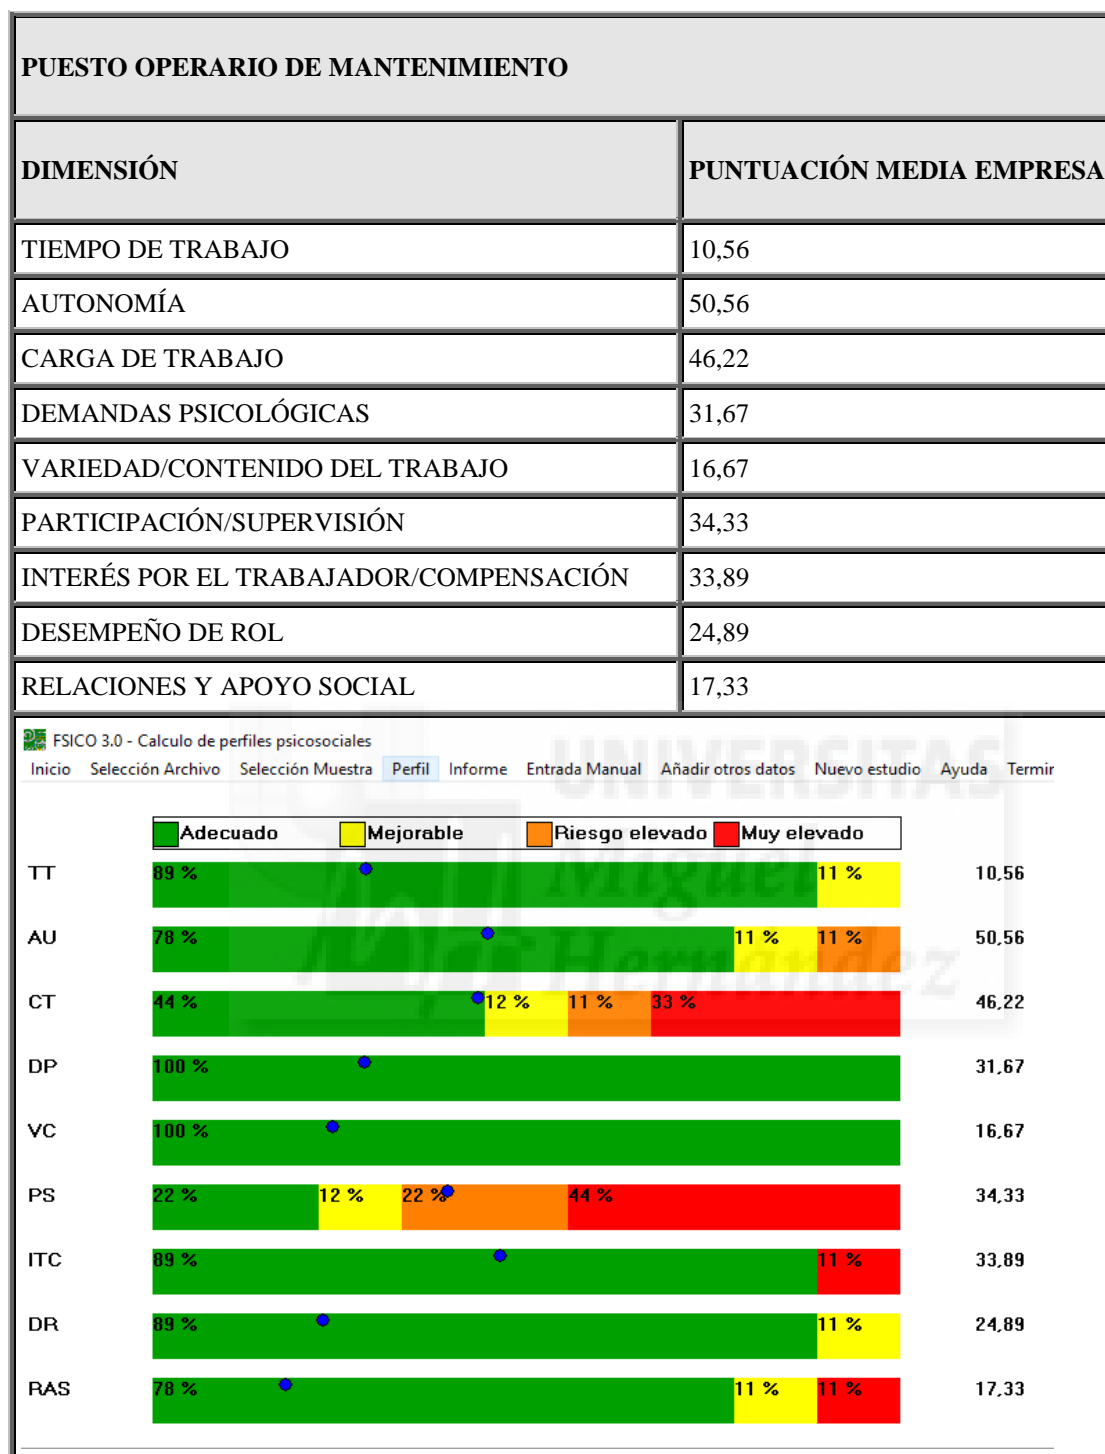 PUESTO OPERARIO DE MANTENIMIENTO
DIMENSIÓN PUNTUACIÓN MEDIA EMPRESA
TIEMPO DE TRABAJO 10,56
AUTONOMÍA 50,56
CARGA DE TRABAJO 46,22
DEMANDAS PSICOLÓGICAS 31,67
VARIEDAD/CONTENIDO DEL TRABAJO 16,67
PARTICIPACIÓN/SUPERVISIÓN 34,33
INTERÉS POR EL TRABAJADOR/COMPENSACIÓN 33,89
DESEMPEÑO DE ROL 24,89
RELACIONES Y APOYO SOCIAL 17,33
FSICO 3.0 - Calculo de perfiles psicosociales
Inicio Selección Archivo Selección Muestra Perfil Informe Entrada Manual Añadir otros datos Nuevo estudio Ayuda Termir
UNIVERSITAS
Miguel
Hernández
Adecuado Mejorable Riesgo elevado Muy elevado
TT 89 % 11 % 10,56
AU 78 % 11 % 11 % 50,56
CT 44 % 12 % 11 % 33 % 46,22
DP 100 % 31,67
VC 100 % 16,67
PS 22 % 12 % 22 % 44 % 34,33
ITC 89 % 11 % 33,89
DR 89 % 11 % 24,89
RAS 78 % 11 % 11 % 17,33